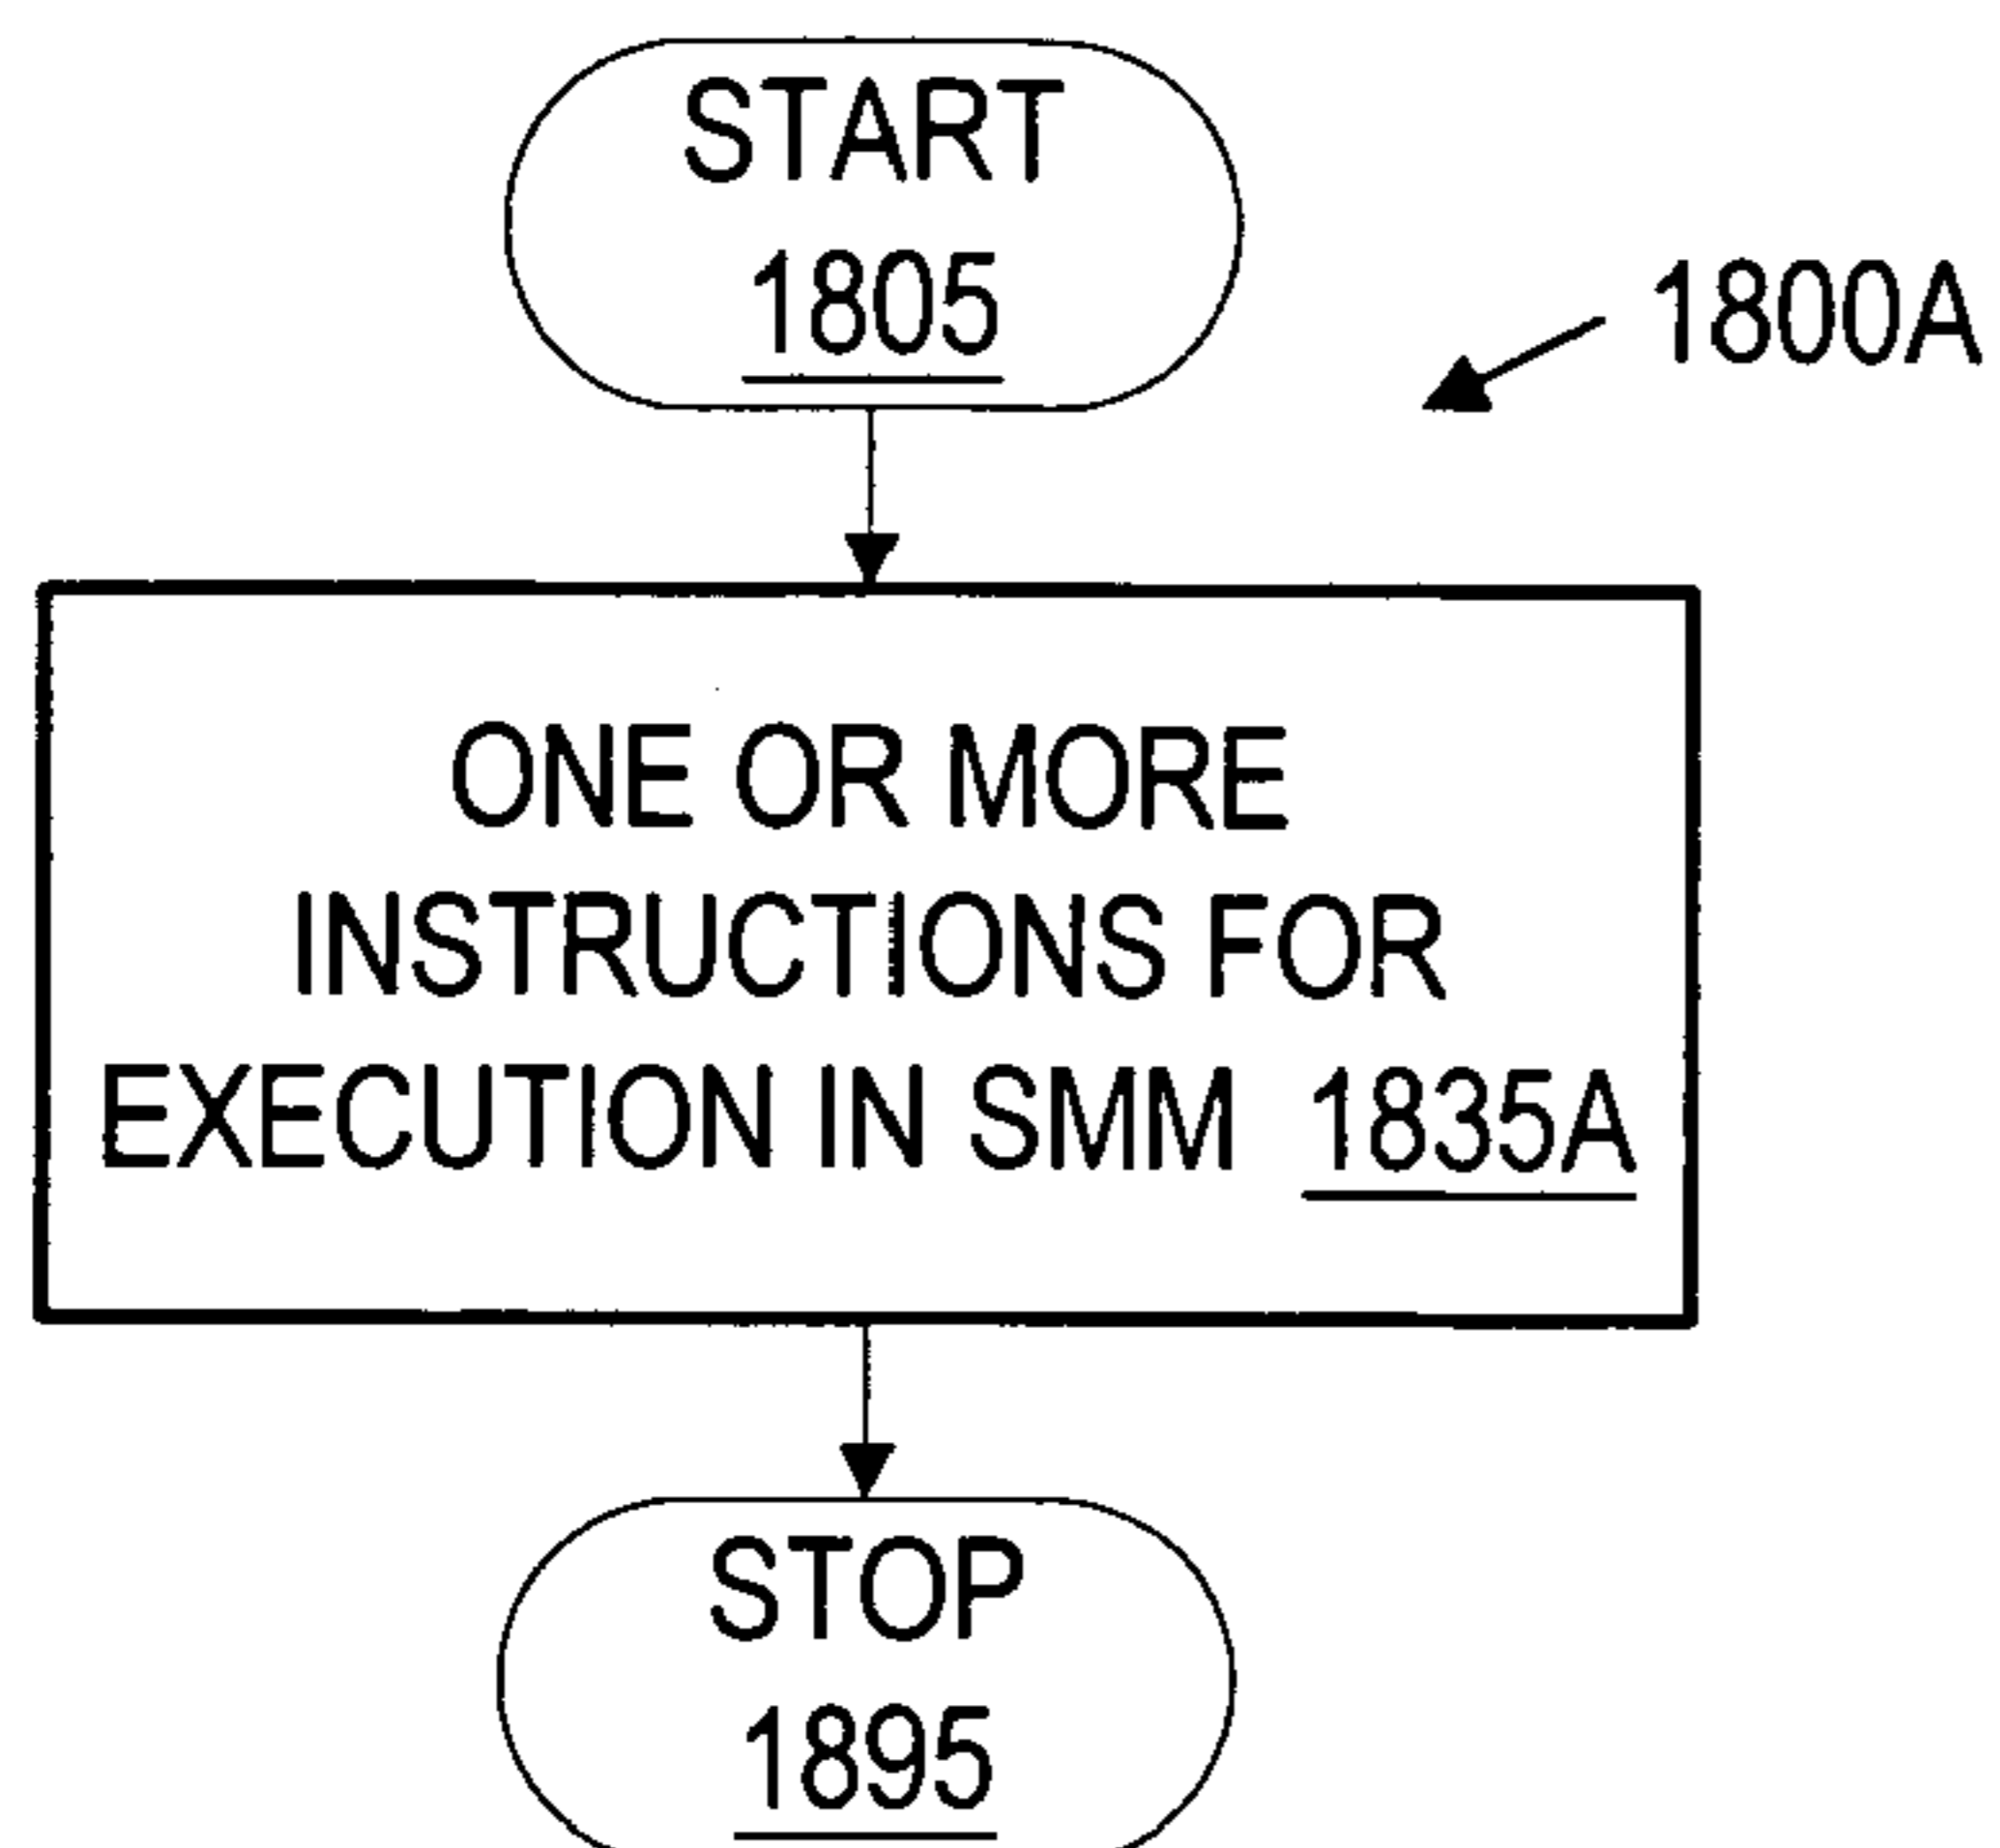 START
1805
1800A
ONE OR MORE
INSTRUCTIONS FOR
EXECUTION IN SMM 1835A
STOP
1895